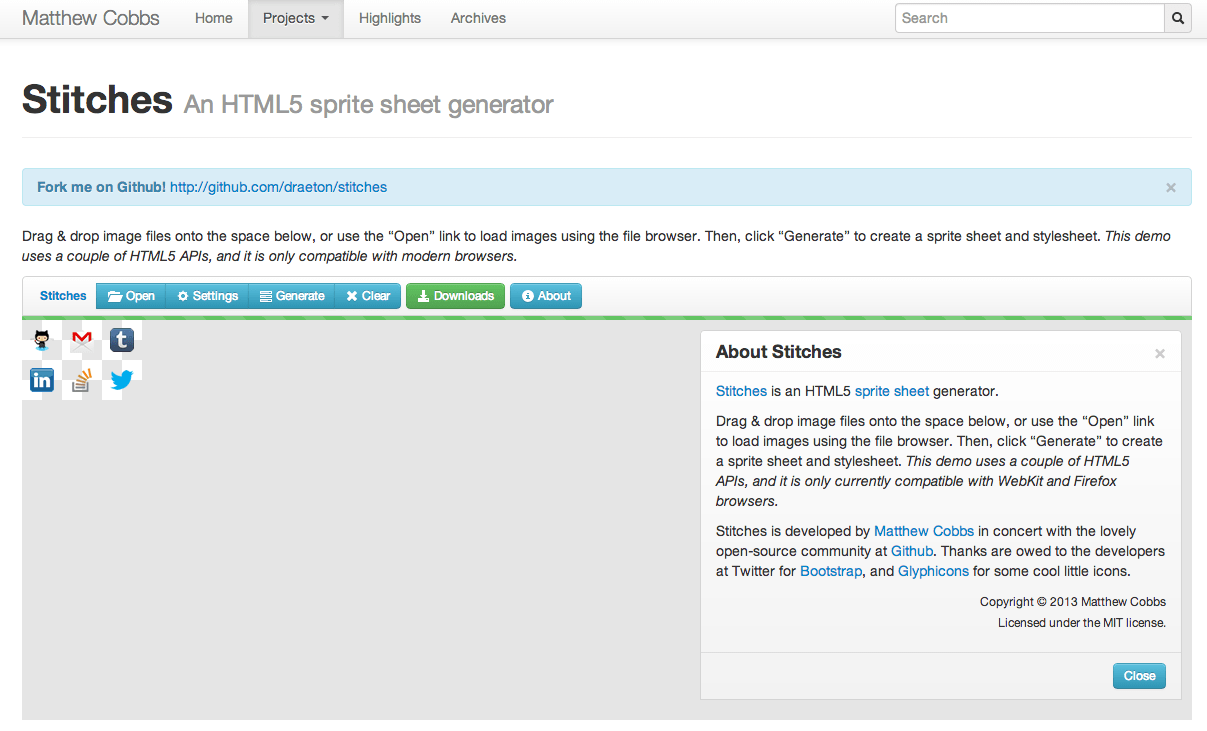 Matthew Cobbs Home Projects Highlights Archives Search
Stitches An HTML5 sprite sheet generator
Fork me on Github! http://github.com/draeton/stitches ×
Drag & drop image files onto the space below, or use the “Open” link to load images using the file browser. Then, click “Generate” to create a sprite sheet and stylesheet. This demo
uses a couple of HTML5 APIs, and it is only compatible with modern browsers.
Stitches Open Settings Generate Clear Downloads About
t
in
About Stitches ×
Stitches is an HTML5 sprite sheet generator.
Drag & drop image files onto the space below, or use the “Open” link
to load images using the file browser. Then, click “Generate” to create
a sprite sheet and stylesheet. This demo uses a couple of HTML5
APIs, and it is only currently compatible with WebKit and Firefox
browsers.
Stitches is developed by Matthew Cobbs in concert with the lovely
open-source community at Github. Thanks are owed to the developers
at Twitter for Bootstrap, and Glyphicons for some cool little icons.
Copyright © 2013 Matthew Cobbs
Licensed under the MIT license.
Close